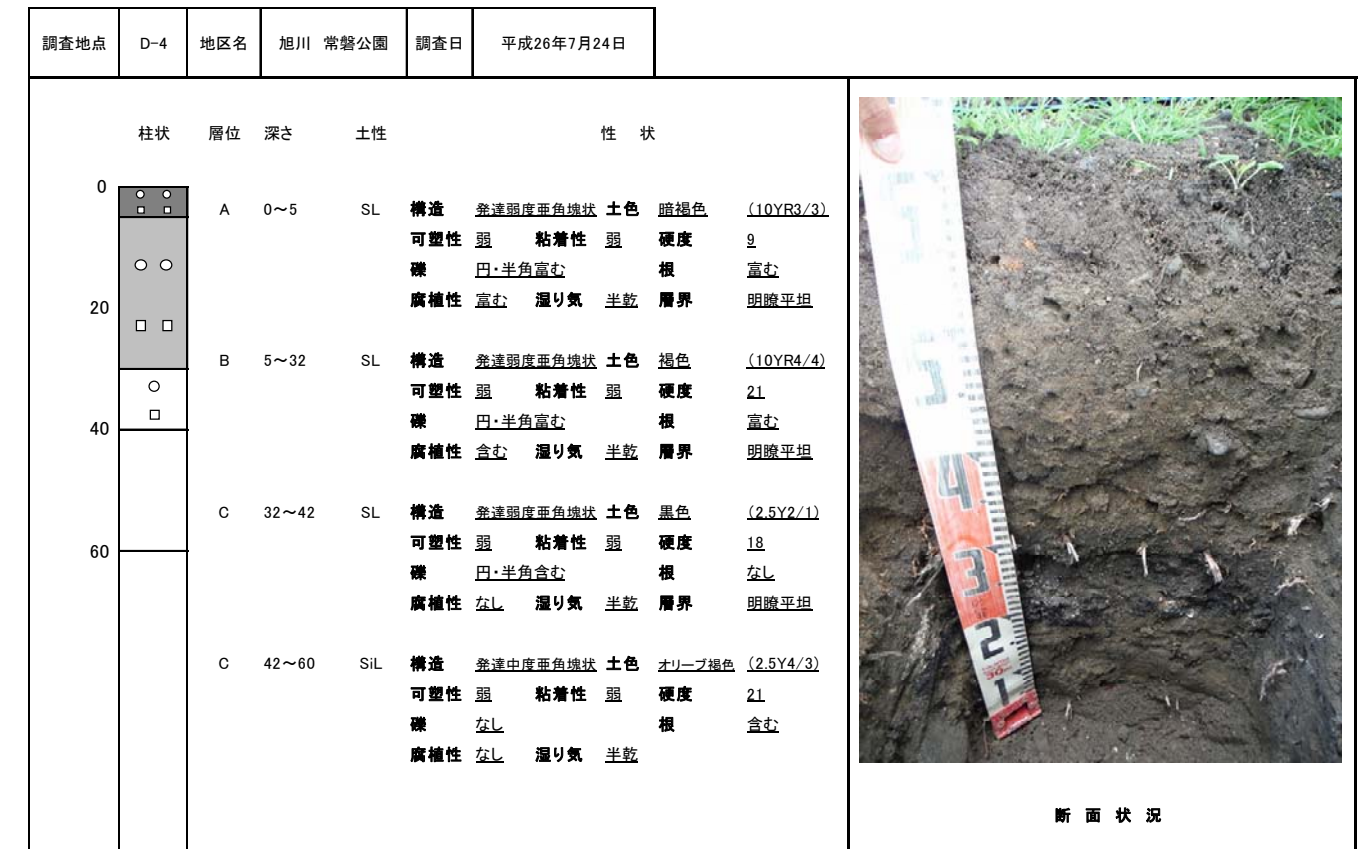 調査地点 D-4 地区名 旭川 常磐公園 調査日 平成26年7月24日
柱状 層位 深さ 土性 性 状
0
A 0～5 SL 構造 発達弱度亜角塊状 土色 暗褐色 (10YR3/3)
可塑性 弱 粘着性 弱 硬度 9
礫 円・半角富む 根 富む
腐植性 富む 湿り気 半乾 層界 明瞭平坦
20
B 5～32 SL 構造 発達弱度亜角塊状 土色 褐色 (10YR4/4)
可塑性 弱 粘着性 弱 硬度 21
礫 円・半角富む 根 富む
腐植性 含む 湿り気 半乾 層界 明瞭平坦
40
C 32～42 SL 構造 発達弱度亜角塊状 土色 黒色 (2.5Y2/1)
可塑性 弱 粘着性 弱 硬度 18
礫 円・半角含む 根 なし
腐植性 なし 湿り気 半乾 層界 明瞭平坦
60
C 42～60 SiL 構造 発達中度亜角塊状 土色 オリーブ褐色 (2.5Y4/3)
可塑性 弱 粘着性 弱 硬度 21
礫 なし 根 含む
腐植性 なし 湿り気 半乾
5
4
3
2
1
断 面 状 況